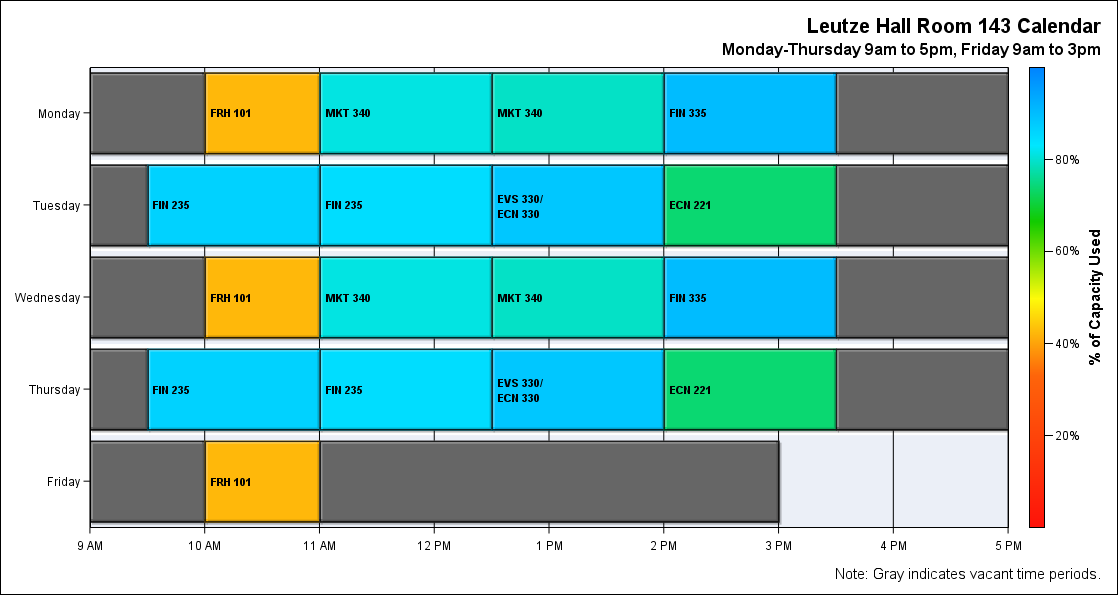 Leutze Hall Room 143 Calendar
Monday-Thursday 9am to 5pm, Friday 9am to 3pm
Monday
FRH 101
MKT 340
MKT 340
FIN 335
Tuesday
FIN 235
FIN 235
EVS 330/
ECN 330
ECN 221
Wednesday
FRH 101
MKT 340
MKT 340
FIN 335
Thursday
FIN 235
FIN 235
EVS 330/
ECN 330
ECN 221
Friday
FRH 101
9 AM
10 AM
11 AM
12 PM
1 PM
2 PM
3 PM
4 PM
5 PM
80%
60%
40%
20%
% of Capacity Used
Note: Gray indicates vacant time periods.